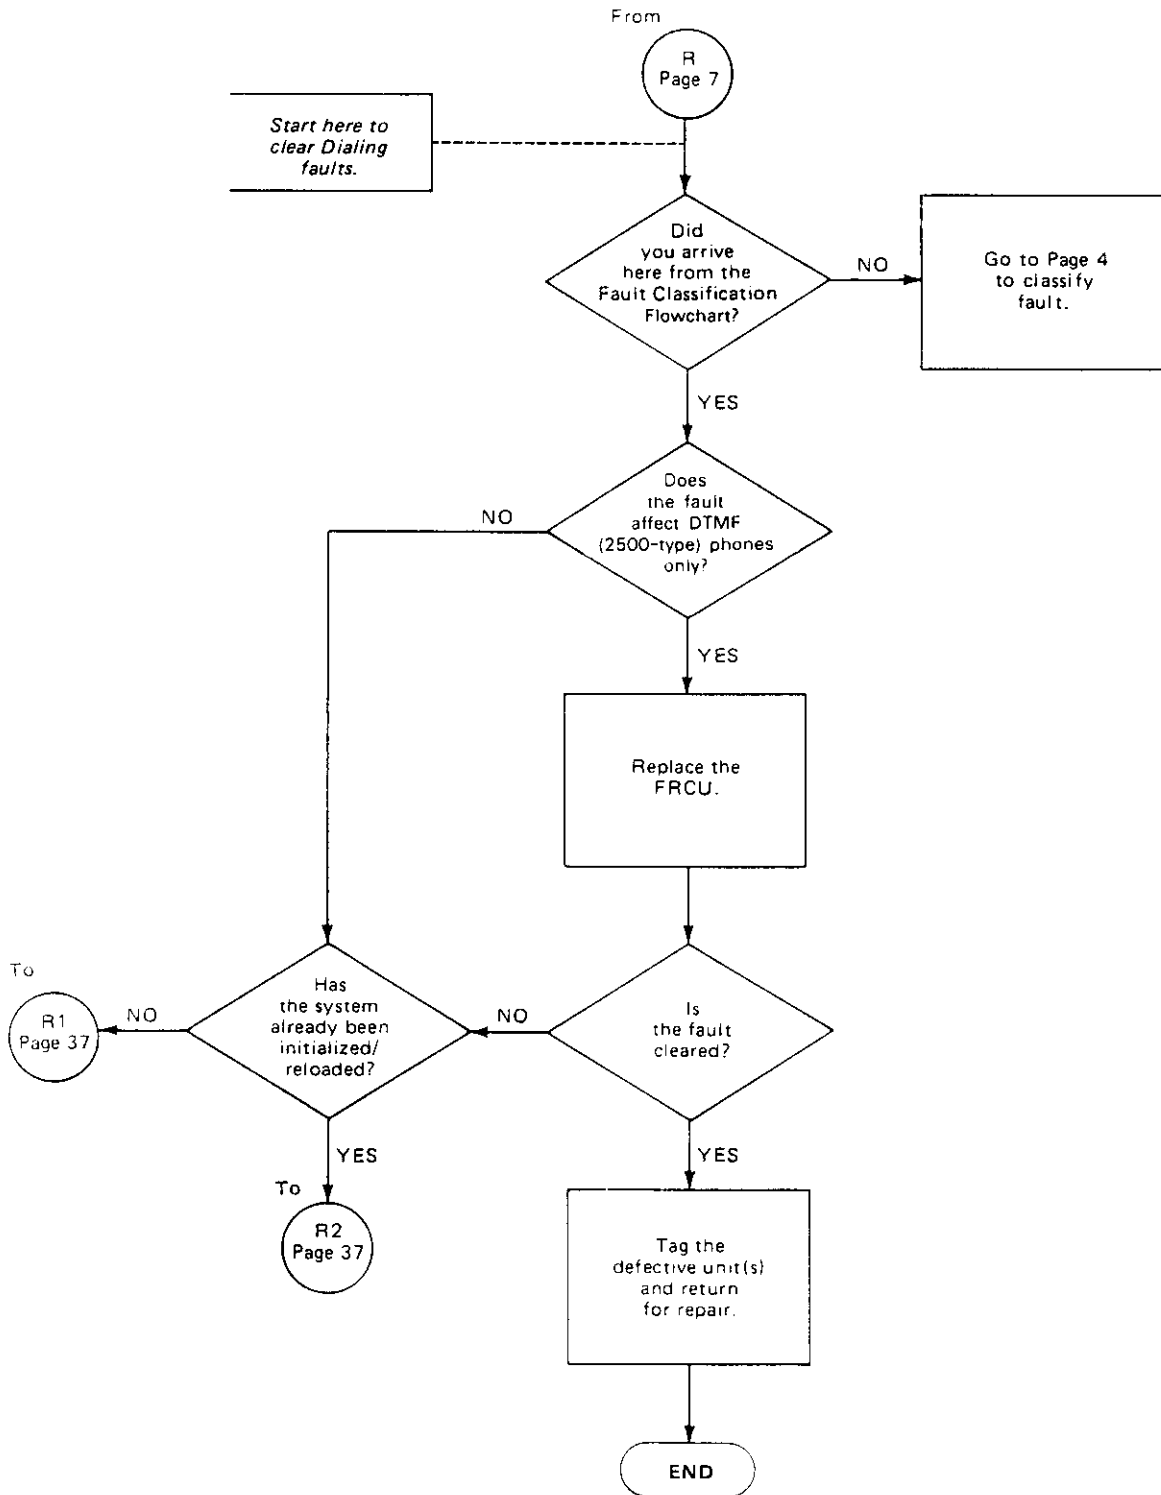 From
R
Page 7
Start here to
clear Dialing
faults.
Did
you arrive
here from the
Fault Classification
Flowchart?
NO
Go to Page 4
to classify
fault.
YES
Does
the fault
affect DTMF
(2500-type) phones
only?
NO
YES
Replace the
FRCU.
Is
the fault
cleared?
NO
Has
the system
already been
initialized/
reloaded?
NO
To
R1
Page 37
YES
To
R2
Page 37
YES
Tag the
defective unit(s)
and return
for repair.
END